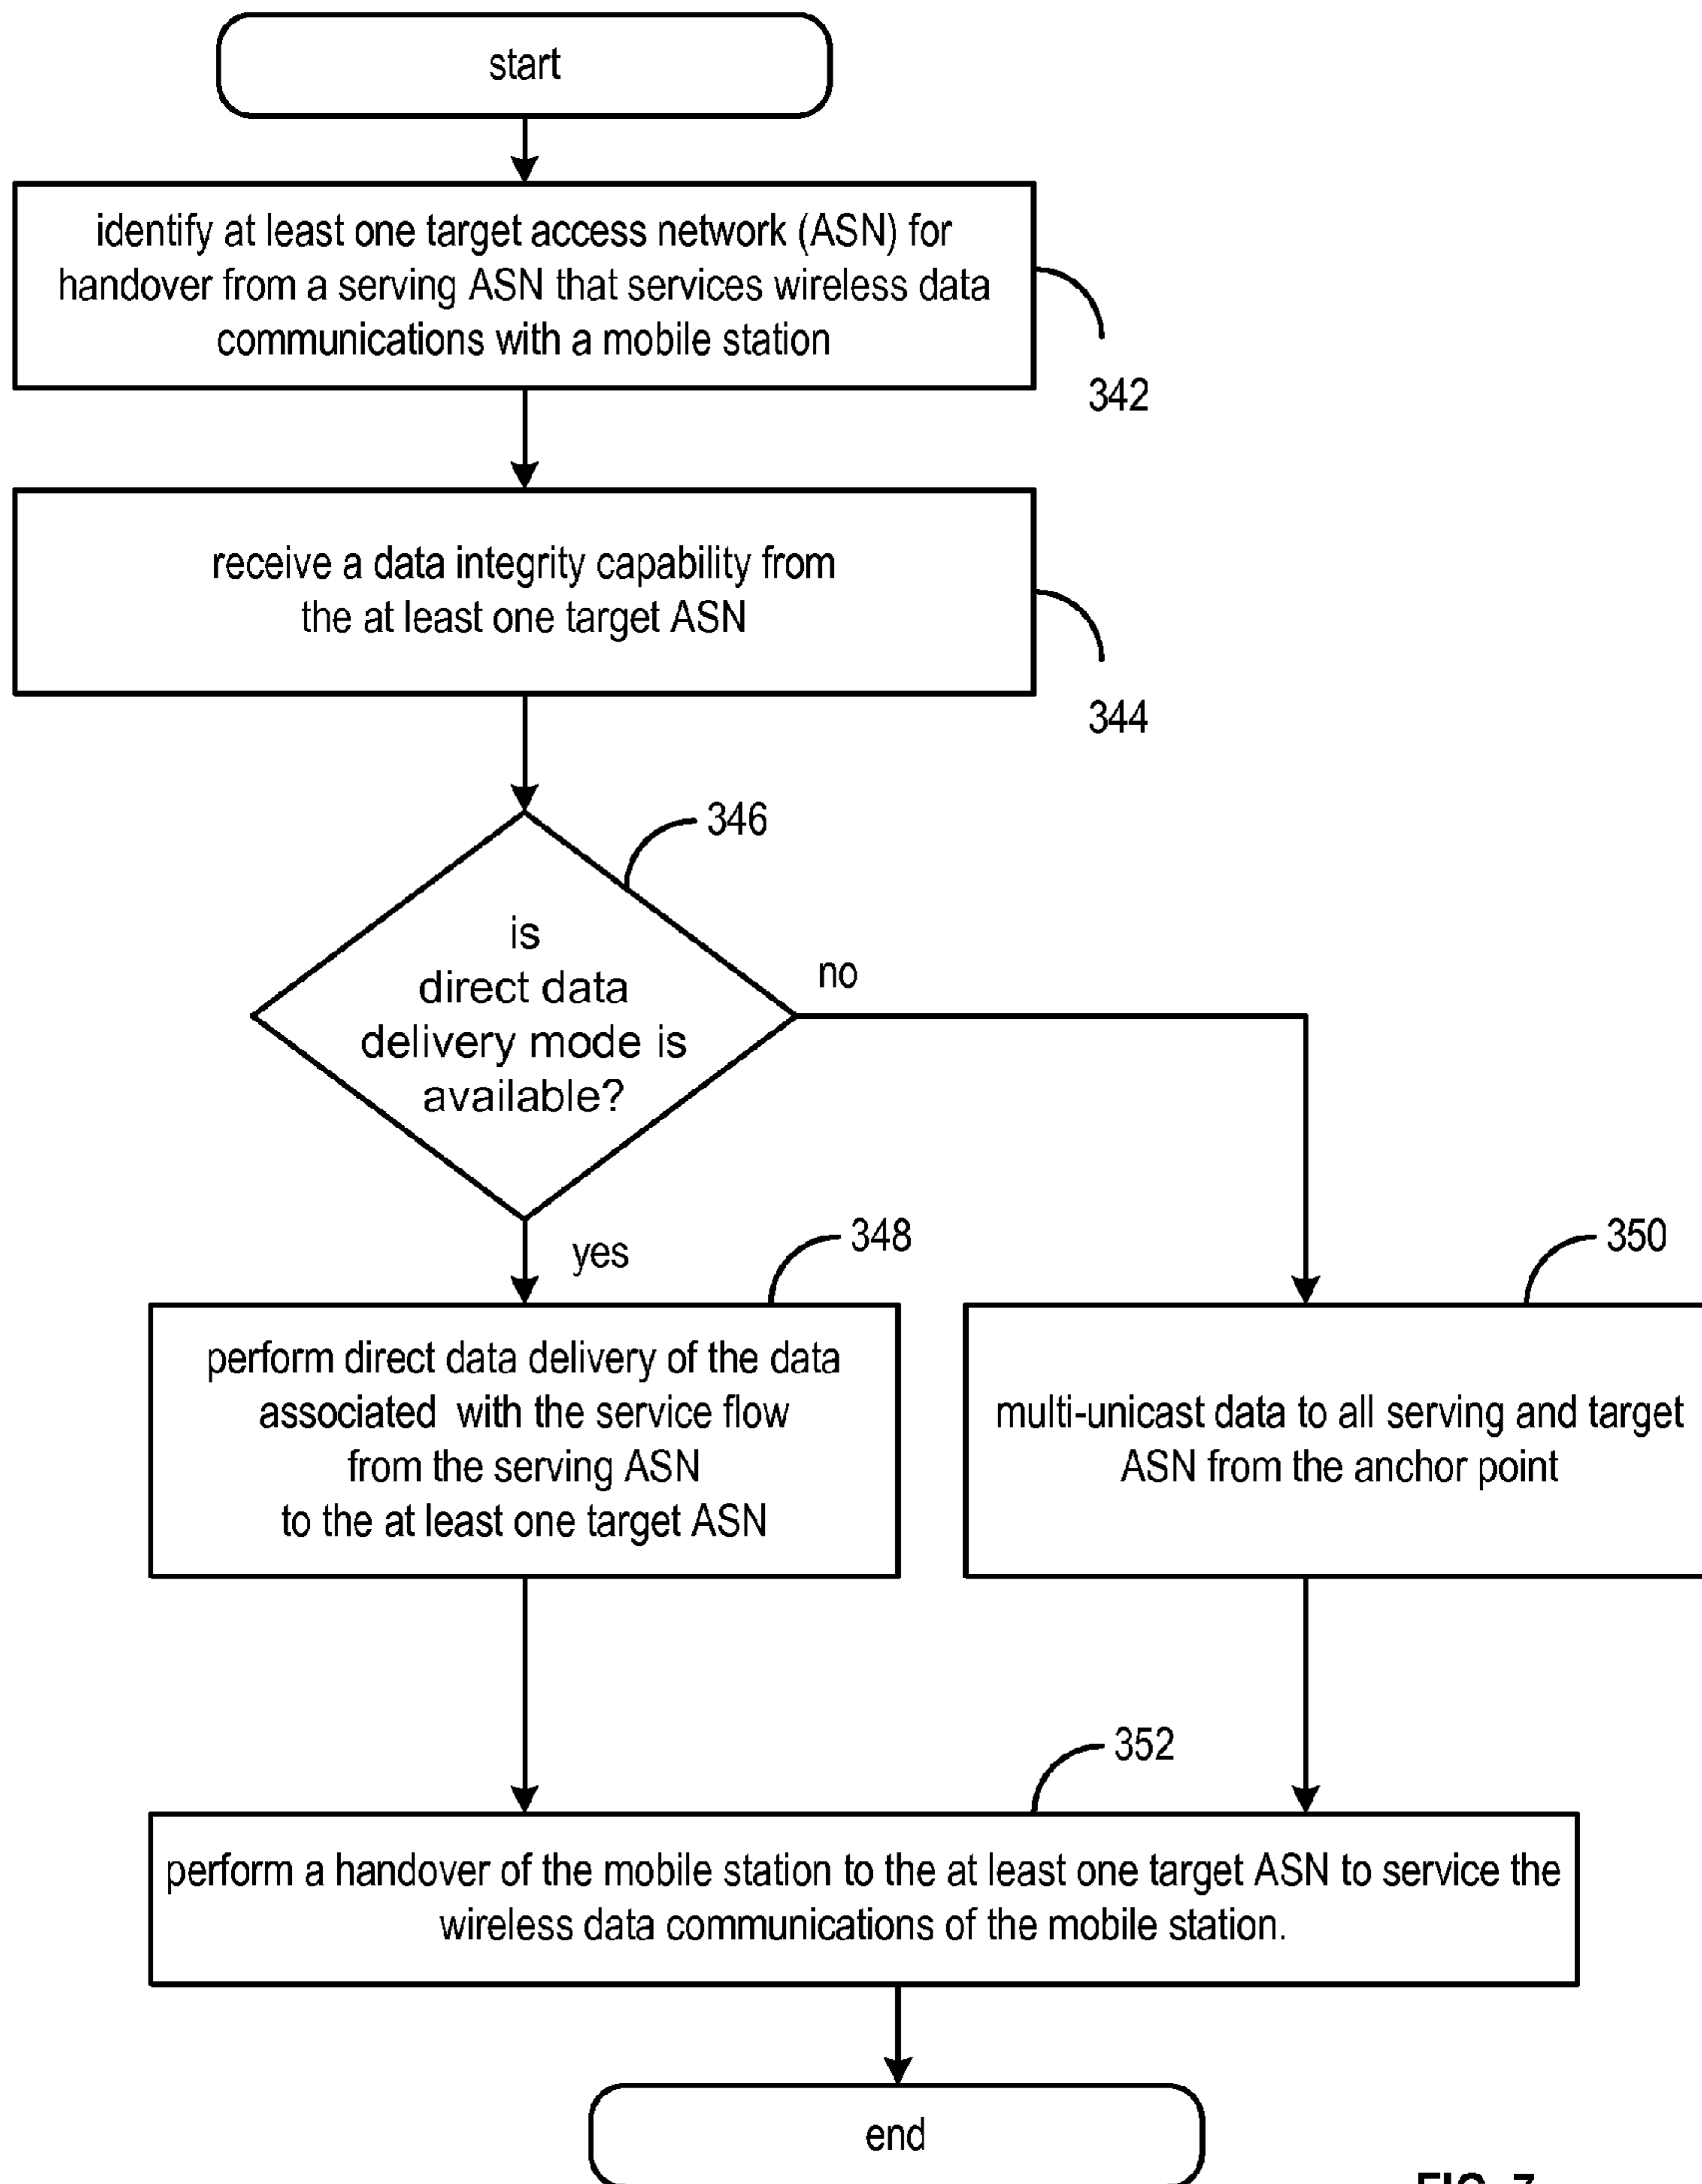 start
identify at least one target access network (ASN) for
handover from a serving ASN that services wireless data
communications with a mobile station
342
receive a data integrity capability from
the at least one target ASN
344
346
is
direct data
delivery mode is
available?
no
yes
348
350
perform direct data delivery of the data
associated with the service flow
from the serving ASN
to the at least one target ASN
multi-unicast data to all serving and target
ASN from the anchor point
352
perform a handover of the mobile station to the at least one target ASN to service the
wireless data communications of the mobile station.
end